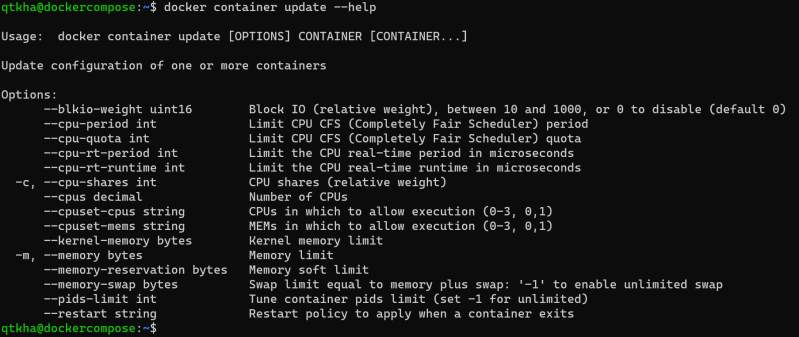 qtkha@dockercompose:~$ docker container update --help
Usage:  docker container update [OPTIONS] CONTAINER [CONTAINER...]
Update configuration of one or more containers
Options:
      --blkio-weight uint16        Block IO (relative weight), between 10 and 1000, or 0 to disable (default 0)
      --cpu-period int             Limit CPU CFS (Completely Fair Scheduler) period
      --cpu-quota int              Limit CPU CFS (Completely Fair Scheduler) quota
      --cpu-rt-period int          Limit the CPU real-time period in microseconds
      --cpu-rt-runtime int         Limit the CPU real-time runtime in microseconds
  -c, --cpu-shares int             CPU shares (relative weight)
      --cpus decimal               Number of CPUs
      --cpuset-cpus string         CPUs in which to allow execution (0-3, 0,1)
      --cpuset-mems string         MEMs in which to allow execution (0-3, 0,1)
      --kernel-memory bytes        Kernel memory limit
  -m, --memory bytes               Memory limit
      --memory-reservation bytes   Memory soft limit
      --memory-swap bytes          Swap limit equal to memory plus swap: '-1' to enable unlimited swap
      --pids-limit int             Tune container pids limit (set -1 for unlimited)
      --restart string             Restart policy to apply when a container exits
qtkha@dockercompose:~$